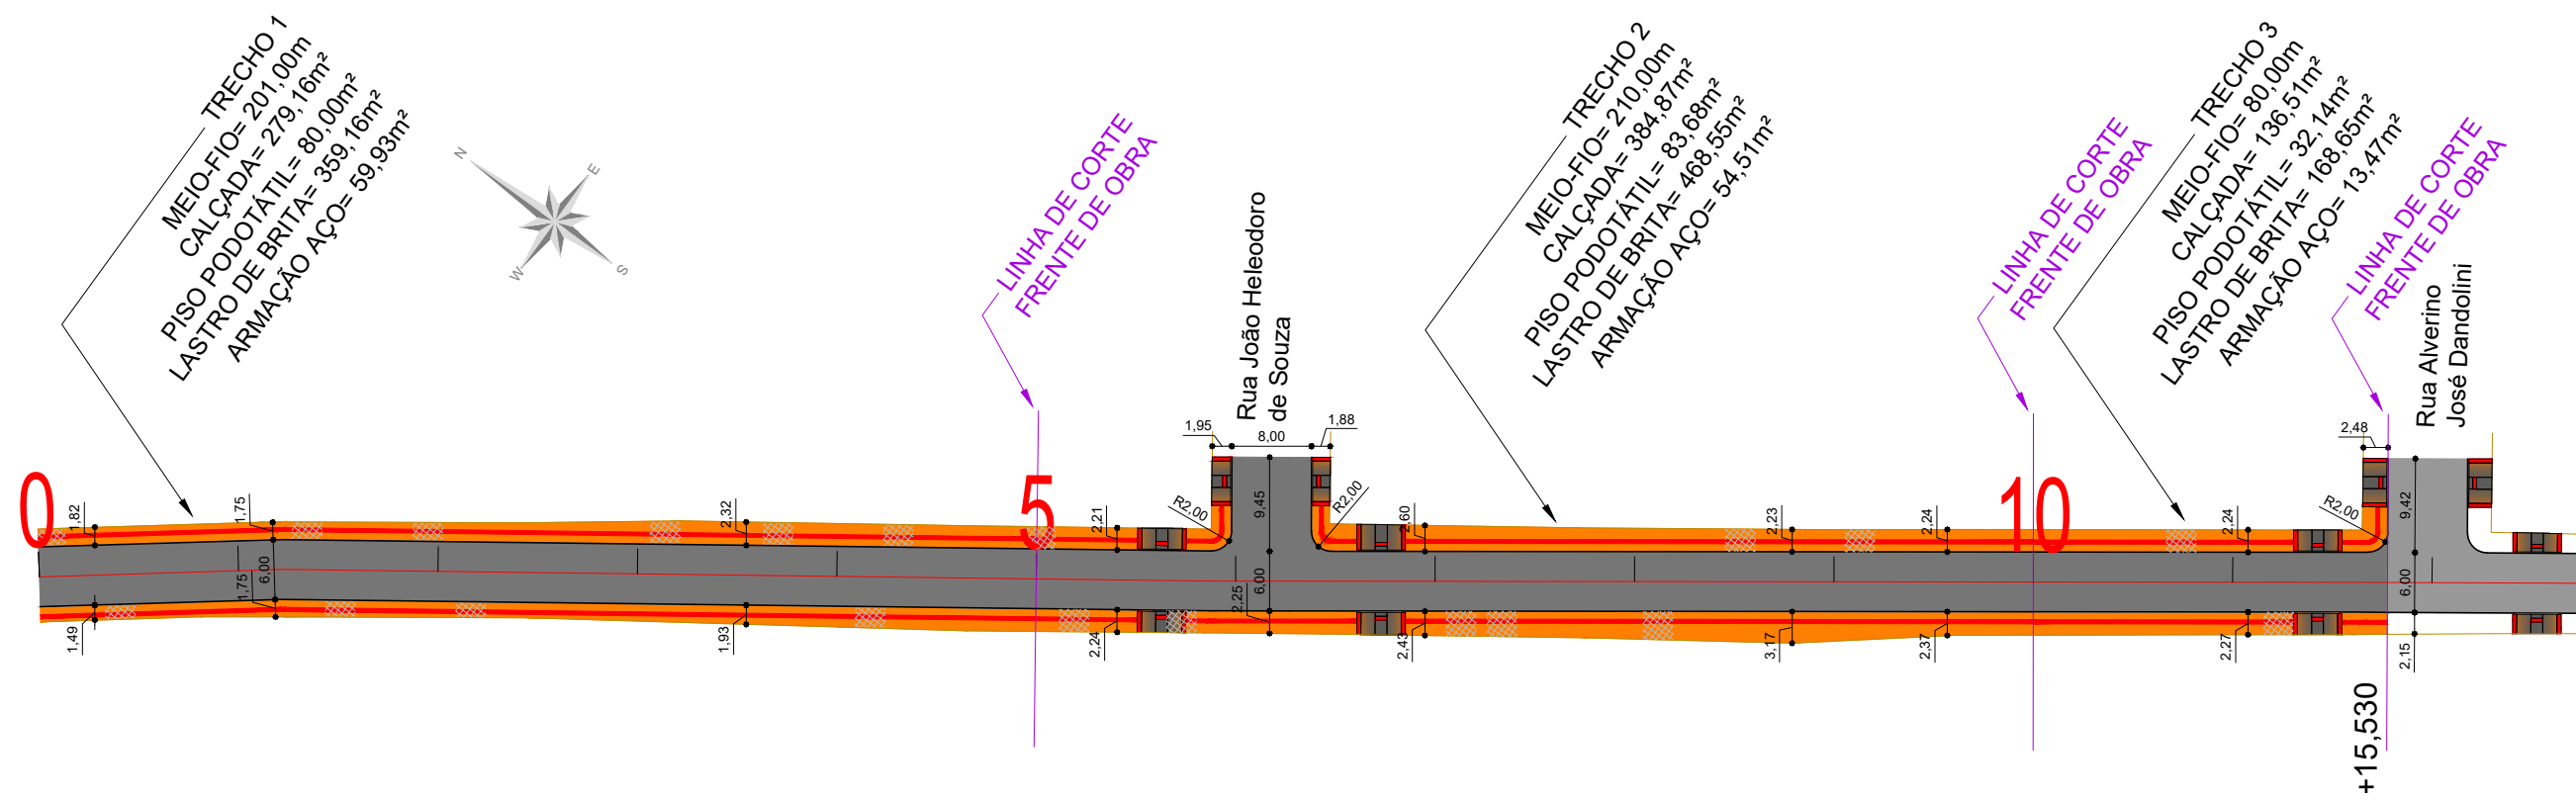 TRECHO 1
MEIO-FIO= 201,00m
CALÇADA= 279,16m²
PISO PODOTÁTIL= 80,00m²
LASTRO DE BRITA= 359,16m²
ARMAÇÃO AÇO= 59,93m²
N
E
W
S
LINHA DE CORTE
FRENTE DE OBRA
Rua João Heleodoro
de Souza
TRECHO 2
MEIO-FIO= 210,00m
CALÇADA= 384,87m²
PISO PODOTÁTIL= 83,68m²
LASTRO DE BRITA= 468,55m²
ARMAÇÃO AÇO= 54,51m²
LINHA DE CORTE
FRENTE DE OBRA
TRECHO 3
MEIO-FIO= 80,00m
CALÇADA= 136,51m²
PISO PODOTÁTIL= 32,14m²
LASTRO DE BRITA= 168,65m²
ARMAÇÃO AÇO= 13,47m²
LINHA DE CORTE
FRENTE DE OBRA
Rua Alverino
José Dandolini
1,95
8,00
1,88
2,48
0
1,82
1,75
2,32
5
2,21
R2,00
9,45
R2,00
2,60
2,23
2,24
10
2,24
R2,00
9,42
1,75
6,00
2,25
6,00
6,00
1,49
1,93
2,24
2,43
3,17
2,37
2,27
2,15
+15,530